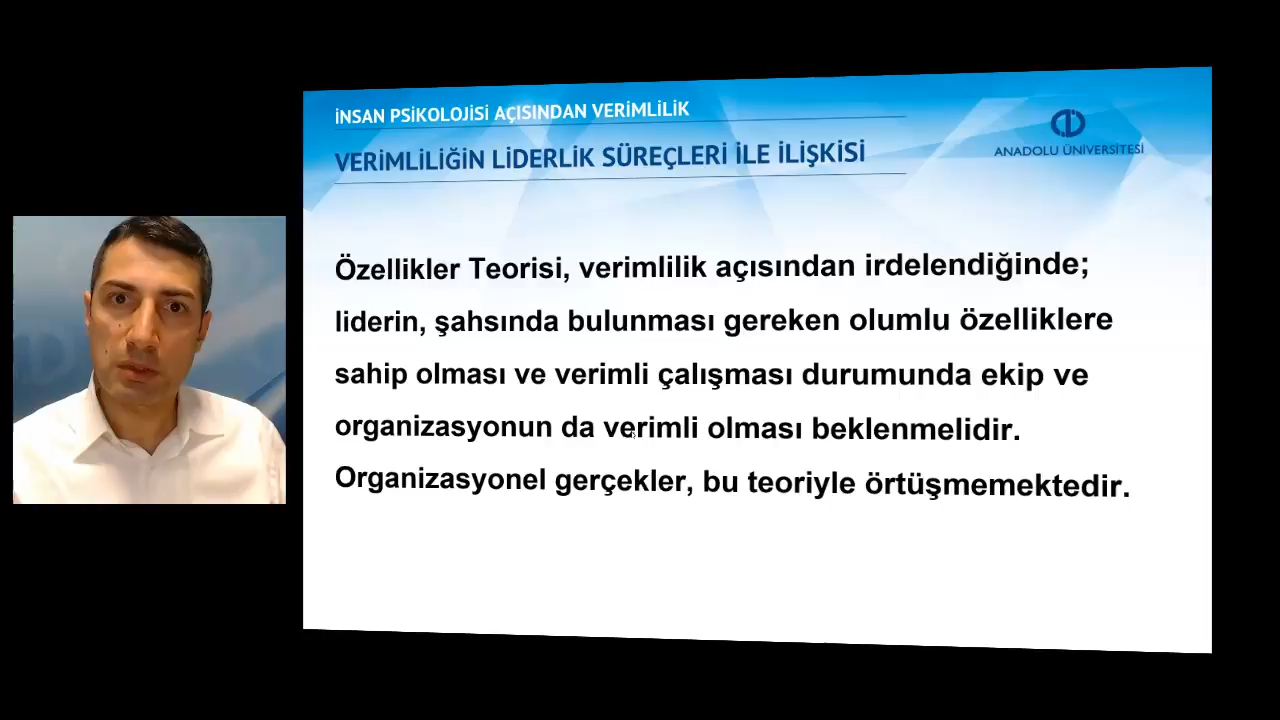 İNSAN PSİKOLOJİSİ AÇISINDAN VERİMLİLİK
VERİMLİLİĞİN LİDERLİK SÜREÇLERİ İLE İLİŞKİSİ
ANADOLU ÜNİVERSİTESİ
Özellikler Teorisi, verimlilik açısından irdelendiğinde;
liderin, şahsında bulunması gereken olumlu özelliklere
sahip olması ve verimli çalışması durumunda ekip ve
organizasyonun da verimli olması beklenmelidir.
Organizasyonel gerçekler, bu teoriyle örtüşmemektedir.